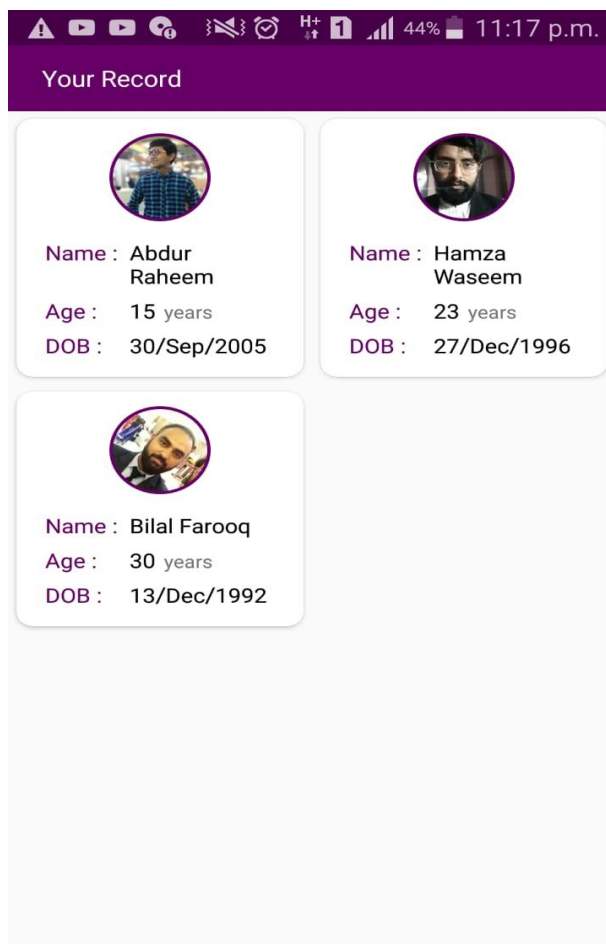 H+ 1 44% 11:17 p.m.
Your Record
Name : Abdur
Raheem
Age : 15 years
DOB : 30/Sep/2005
Name : Hamza
Waseem
Age : 23 years
DOB : 27/Dec/1996
Name : Bilal Farooq
Age : 30 years
DOB : 13/Dec/1992